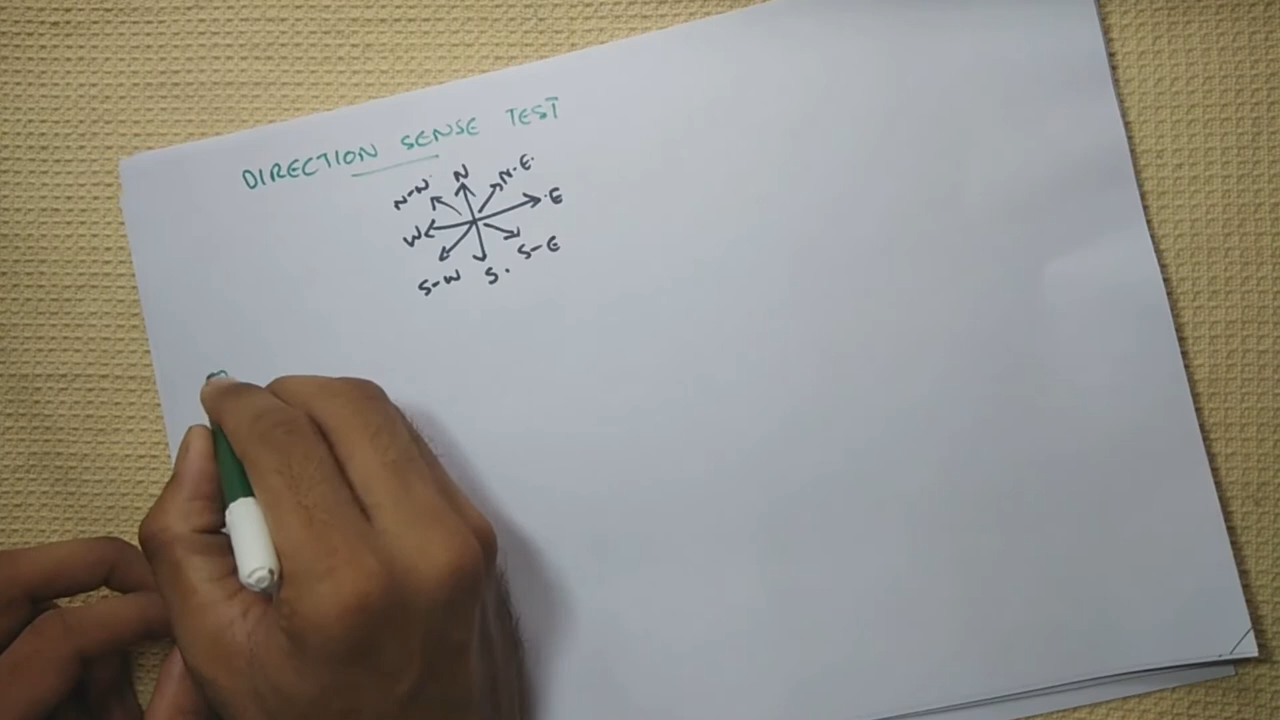 DIRECTION SENSE TEST
N-W. N N.E.
W .E
S-W S. S-E